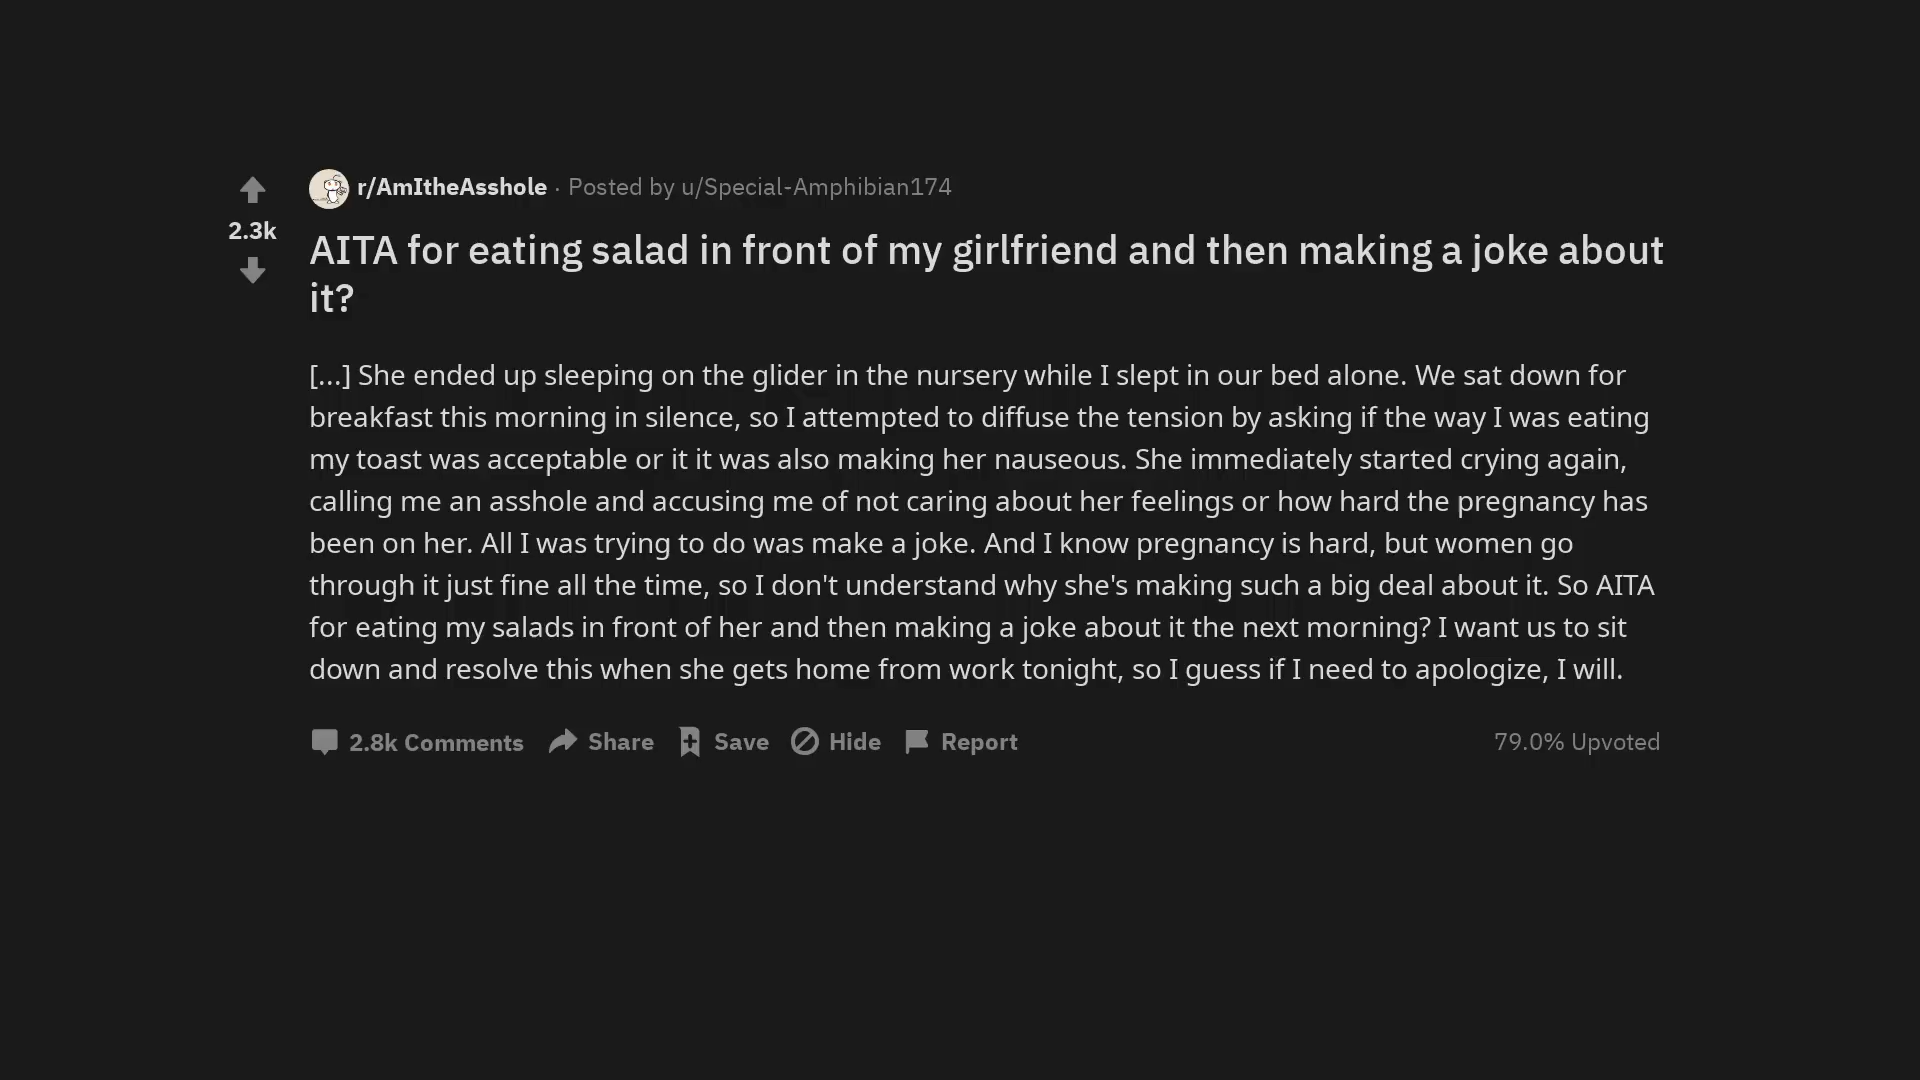 r/AmItheAsshole · Posted by u/Special-Amphibian174
2.3k
AITA for eating salad in front of my girlfriend and then making a joke about
it?
[...] She ended up sleeping on the glider in the nursery while I slept in our bed alone. We sat down for
breakfast this morning in silence, so I attempted to diffuse the tension by asking if the way I was eating
my toast was acceptable or it it was also making her nauseous. She immediately started crying again,
calling me an asshole and accusing me of not caring about her feelings or how hard the pregnancy has
been on her. All I was trying to do was make a joke. And I know pregnancy is hard, but women go
through it just fine all the time, so I don't understand why she's making such a big deal about it. So AITA
for eating my salads in front of her and then making a joke about it the next morning? I want us to sit
down and resolve this when she gets home from work tonight, so I guess if I need to apologize, I will.
2.8k Comments Share Save Hide Report 79.0% Upvoted